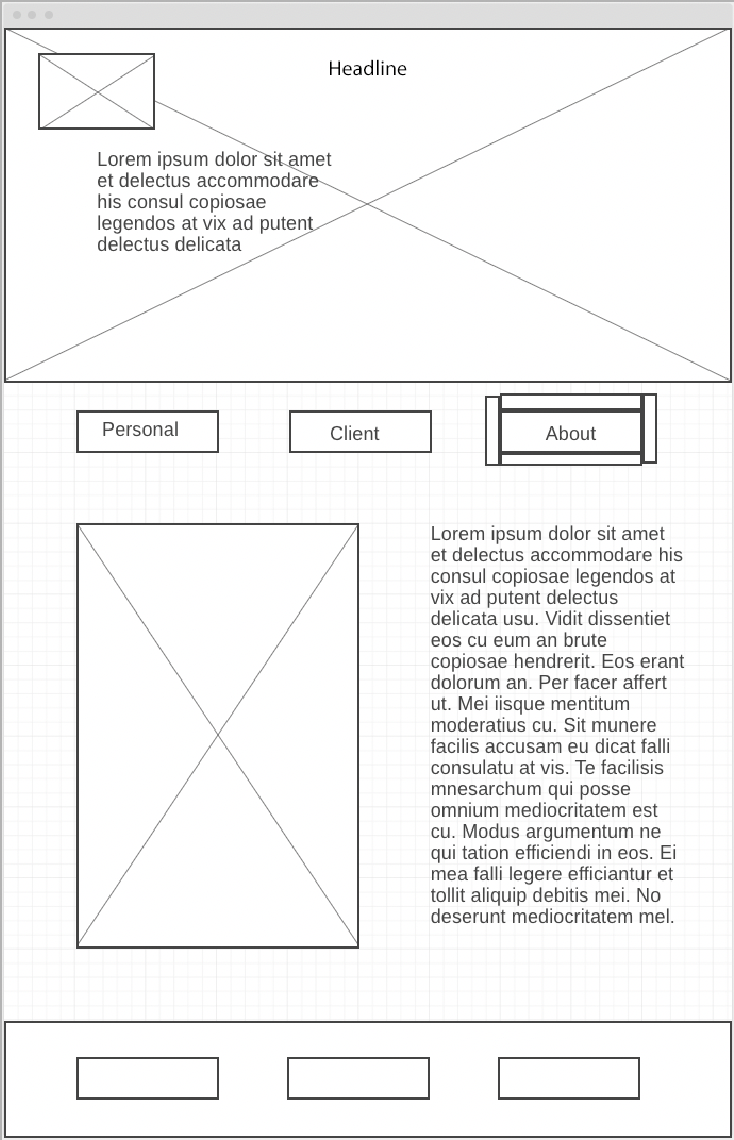 Headline
Lorem ipsum dolor sit amet
et delectus accommodare
his consul copiosae
legendos at vix ad putent
delectus delicata
Personal
Client
About
Lorem ipsum dolor sit amet
et delectus accommodare his
consul copiosae legendos at
vix ad putent delectus
delicata usu. Vidit dissentiet
eos cu eum an brute
copiosae hendrerit. Eos erant
dolorum an. Per facer affert
ut. Mei iisque mentitum
moderatius cu. Sit munere
facilis accusam eu dicat falli
consulatu at vis. Te facilisis
mnesarchum qui posse
omnium mediocritatem est
cu. Modus argumentum ne
qui tation efficiendi in eos. Ei
mea falli legere efficiantur et
tollit aliquip debitis mei. No
deserunt mediocritatem mel.